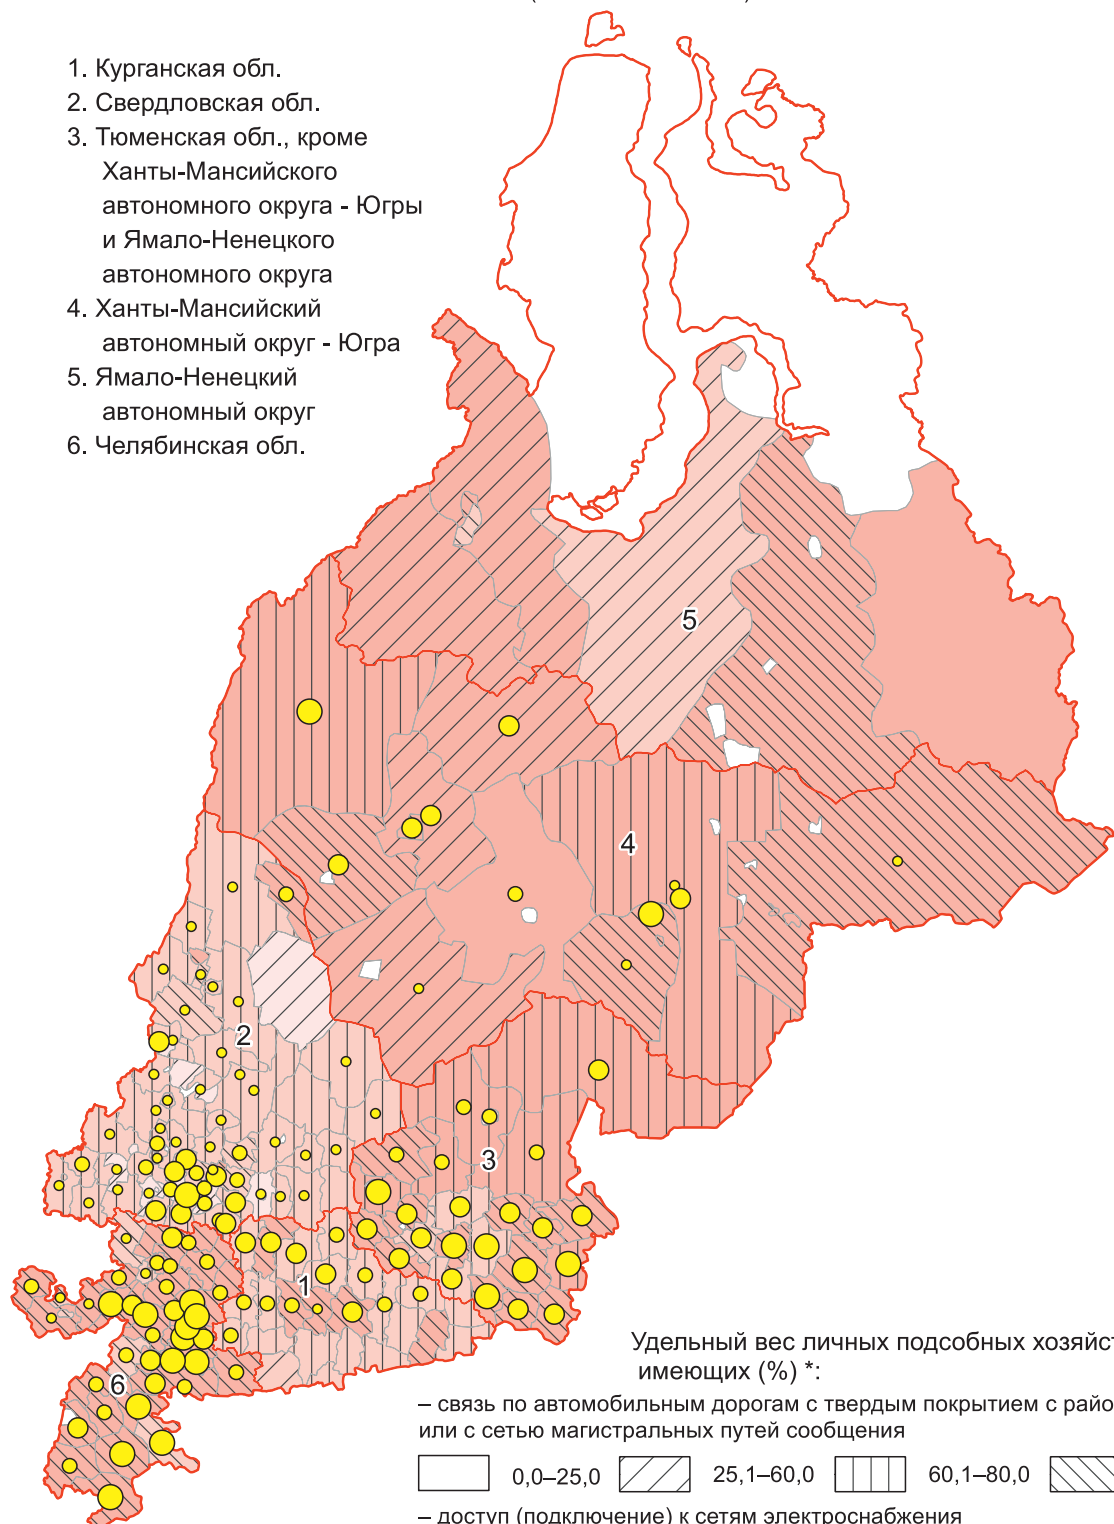 1. Курганская обл.
2. Свердловская обл.
3. Тюменская обл., кроме
Ханты-Мансийского
автономного округа - Югры
и Ямало-Ненецкого
автономного округа
4. Ханты-Мансийский
автономный округ - Югра
5. Ямало-Ненецкий
автономный округ
6. Челябинская обл.
5
4
2
3
1
6
Удельный вес личных подсобных хозяйст
имеющих (%) *:
– связь по автомобильным дорогам с твердым покрытием с райо
или с сетью магистральных путей сообщения
0,0–25,0 25,1–60,0 60,1–80,0
– доступ (подключение) к сетям электроснабжения